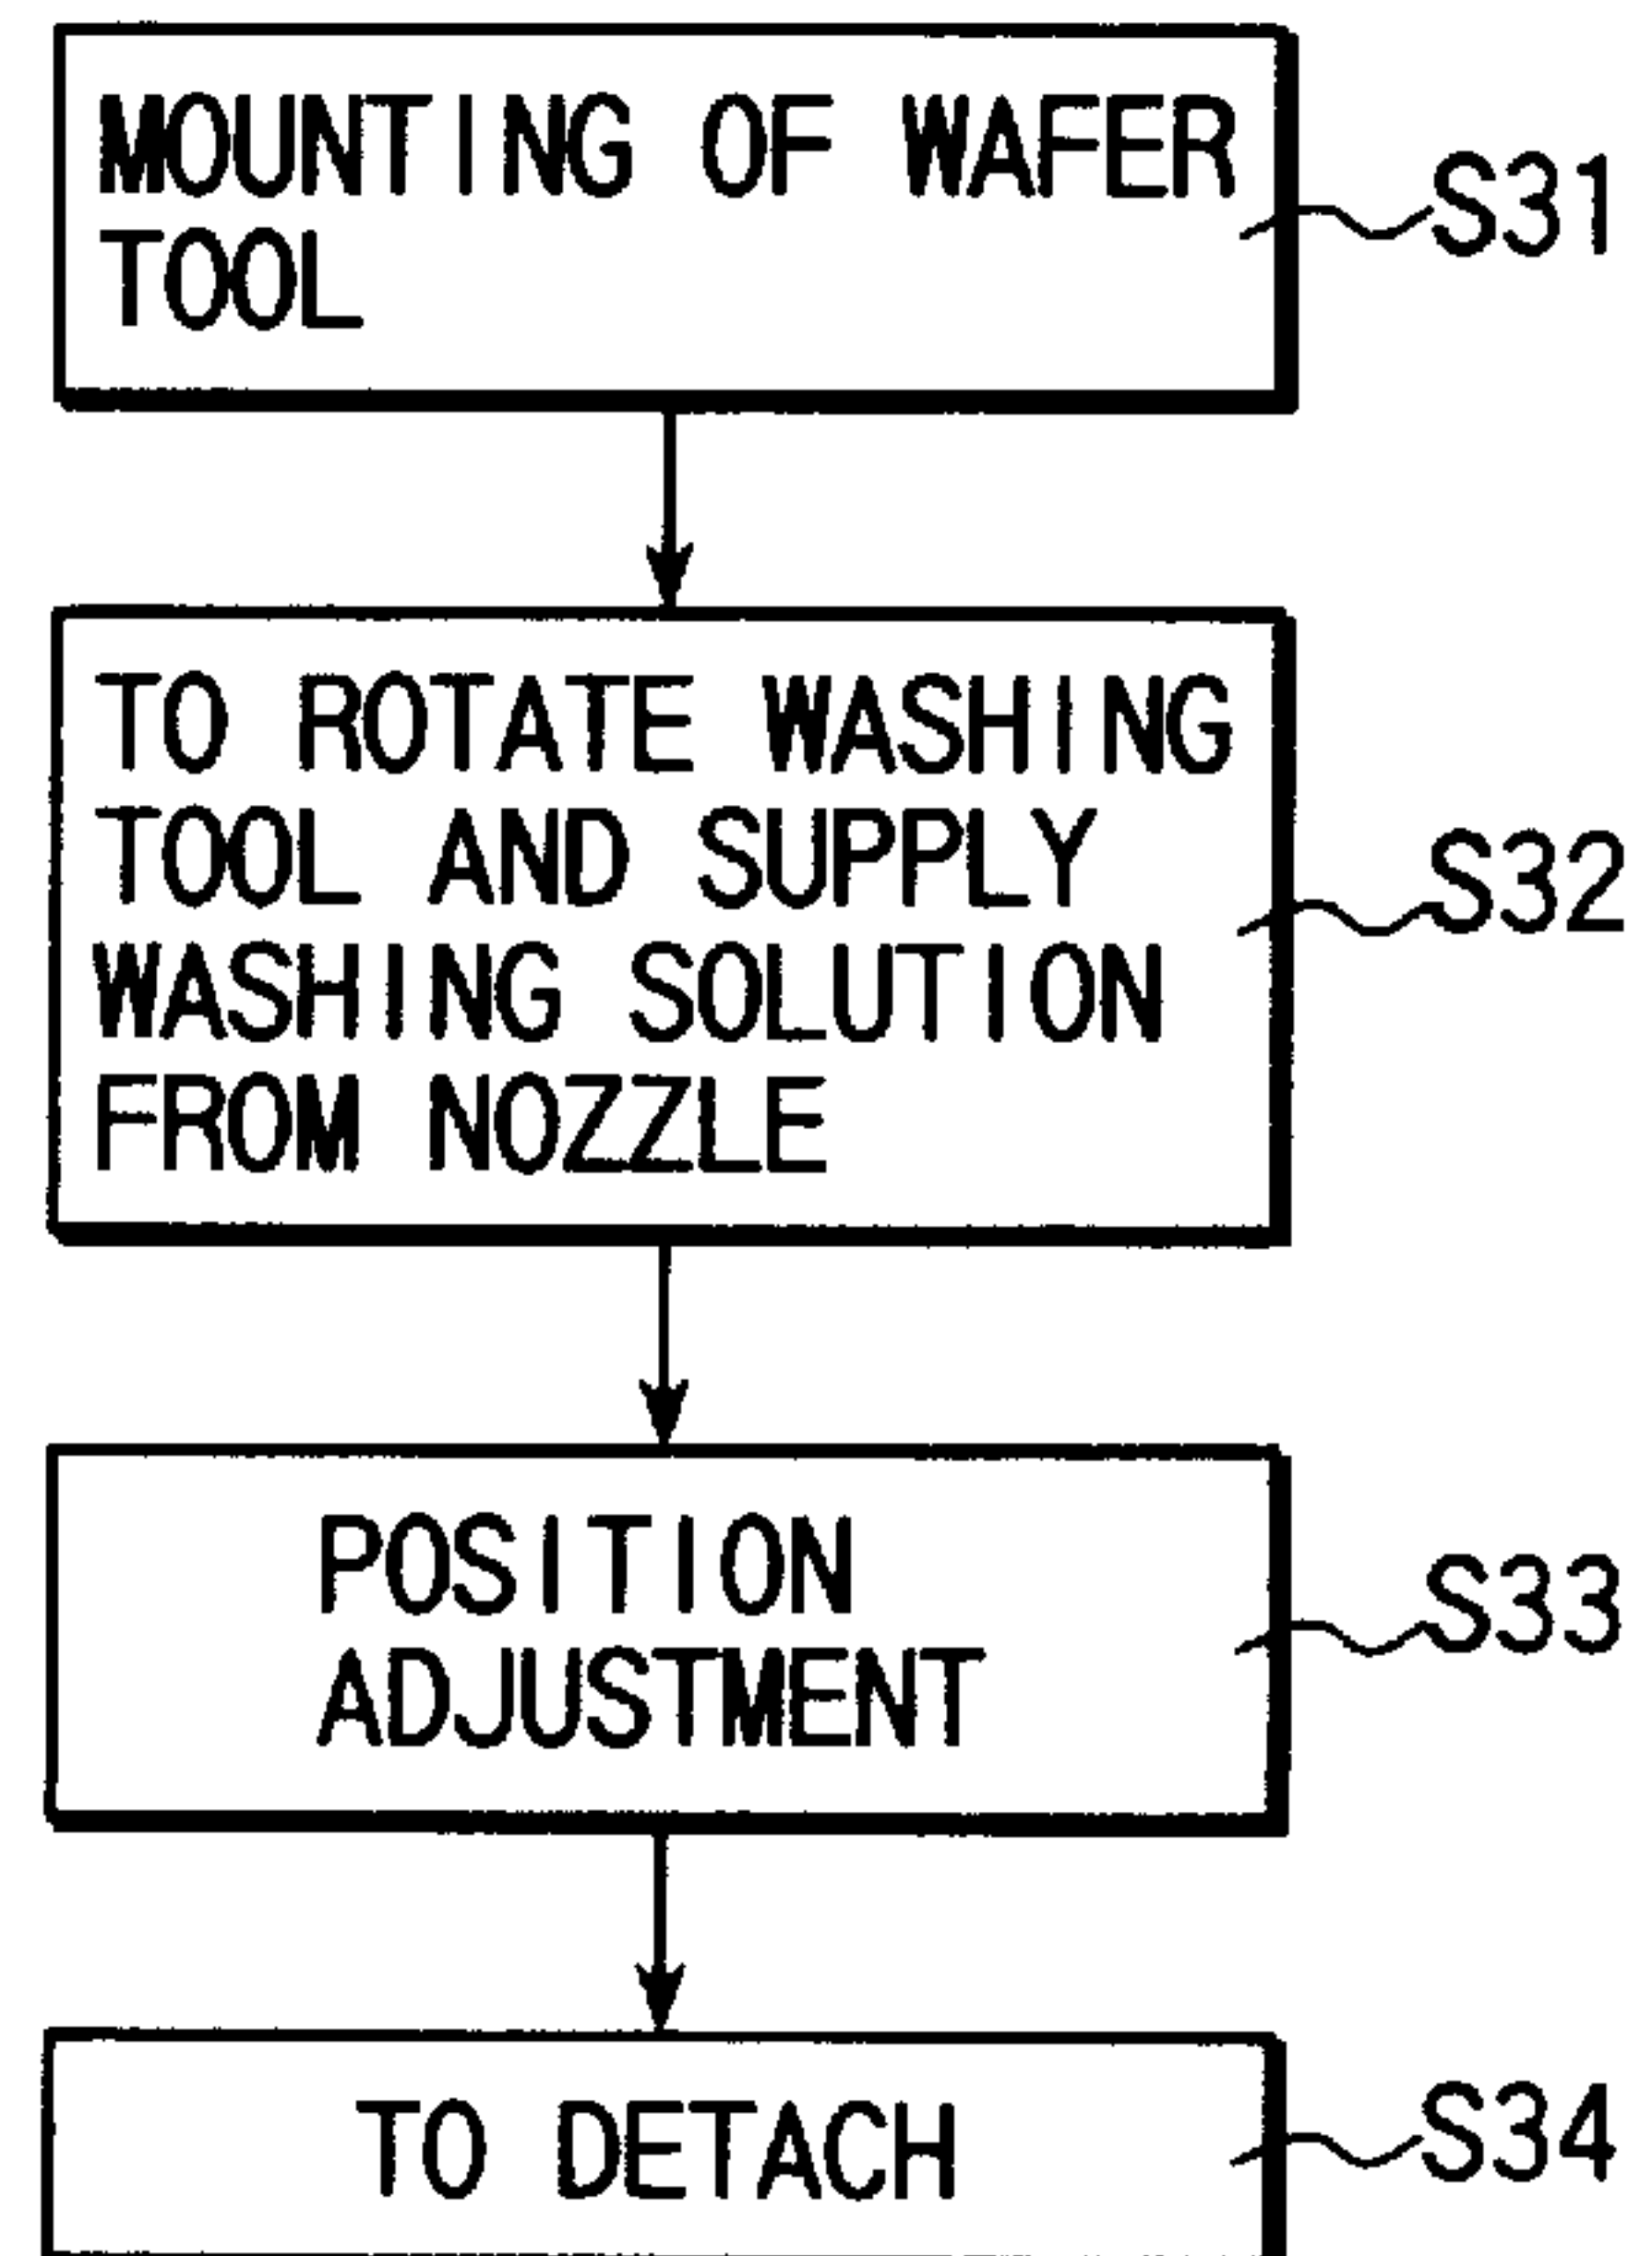 MOUNTING OF WAFER
TOOL
S31
TO ROTATE WASHING
TOOL AND SUPPLY
WASHING SOLUTION
FROM NOZZLE
S32
POSITION
ADJUSTMENT
S33
TO DETACH
S34